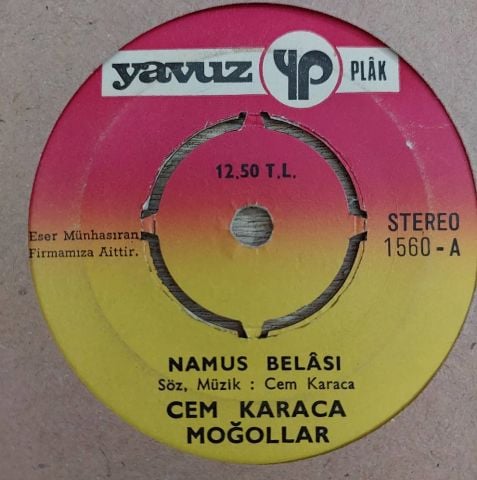 yavuz yp PLÂK
12.50 T.L.
Eser Münhasıran
Firmamıza Aittir.
STEREO
1560-A
NAMUS BELÂSI
Söz, Müzik : Cem Karaca
CEM KARACA
MOĞOLLAR